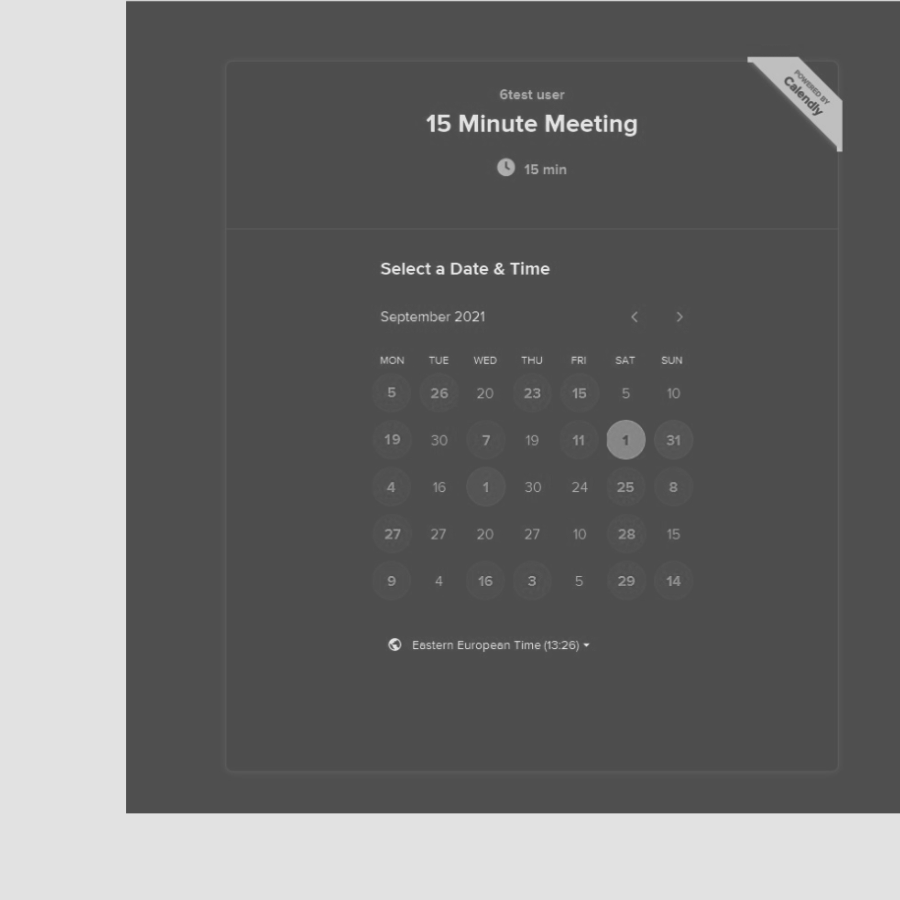 6test user
15 Minute Meeting
15 min
POWERED BY
Calendly
Select a Date & Time
September 2021
MON TUE WED THU FRI SAT SUN
5 26 20 23 15 5 10
19 30 7 19 11 1 31
4 16 1 30 24 25 8
27 27 20 27 10 28 15
9 4 16 3 5 29 14
Eastern European Time (13:26)